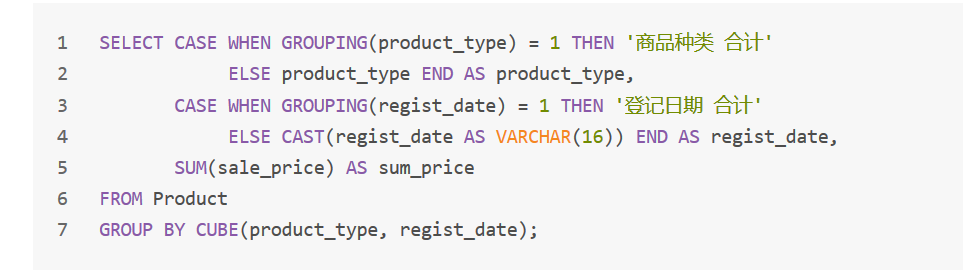 1 SELECT CASE WHEN GROUPING(product_type) = 1 THEN '商品种类 合计'
2 ELSE product_type END AS product_type,
3 CASE WHEN GROUPING(regist_date) = 1 THEN '登记日期 合计'
4 ELSE CAST(regist_date AS VARCHAR(16)) END AS regist_date,
5 SUM(sale_price) AS sum_price
6 FROM Product
7 GROUP BY CUBE(product_type, regist_date);